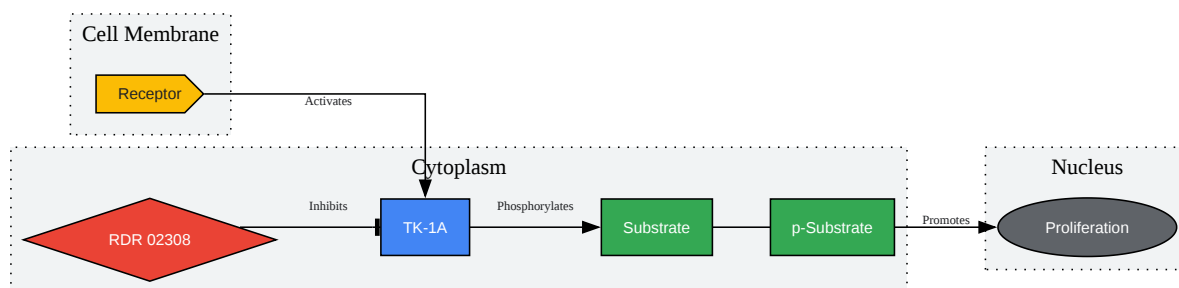 Cell Membrane
Receptor
Activates
Cytoplasm
Nucleus
RDR 02308
Inhibits
TK-1A
Phosphorylates
Substrate
p-Substrate
Promotes
Proliferation